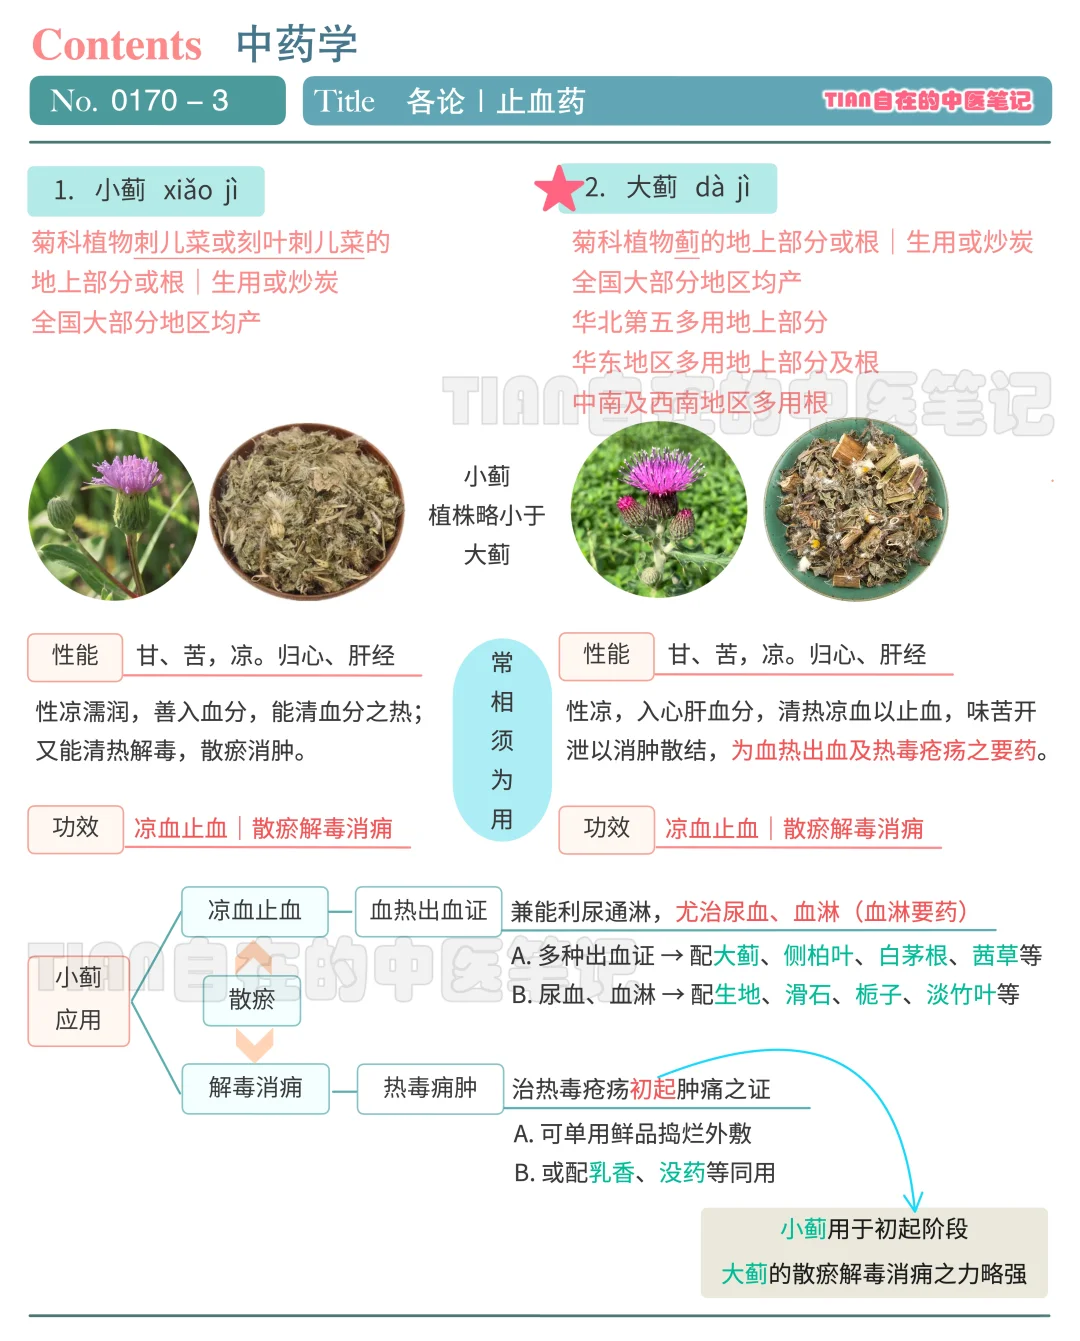 Contents 中药学
No. 0170 – 3
Title 各论 | 止血药
TIAN自在的中医笔记
1. 小蓟 xiǎo jì
菊科植物刺儿菜或刻叶刺儿菜的
地上部分或根｜生用或炒炭
全国大部分地区均产
2. 大蓟 dà jì
菊科植物蓟的地上部分或根｜生用或炒炭
全国大部分地区均产
华北第五多用地上部分
华东地区多用地上部分及根
中南及西南地区多用根
TIAN自在的中医笔记
小蓟
植株略小于
大蓟
性能 甘、苦，凉。归心、肝经
性凉濡润，善入血分，能清血分之热；
又能清热解毒，散瘀消肿。
功效 凉血止血｜散瘀解毒消痈
常
相
须
为
用
性能 甘、苦，凉。归心、肝经
性凉，入心肝血分，清热凉血以止血，味苦开
泄以消肿散结，为血热出血及热毒疮疡之要药。
功效 凉血止血｜散瘀解毒消痈
小蓟
应用
凉血止血
血热出血证
兼能利尿通淋，尤治尿血、血淋（血淋要药）
A. 多种出血证 → 配大蓟、侧柏叶、白茅根、茜草等
B. 尿血、血淋 → 配生地、滑石、栀子、淡竹叶等
TIAN自在的中医笔记
散瘀
解毒消痈
热毒痈肿
治热毒疮疡初起肿痛之证
A. 可单用鲜品捣烂外敷
B. 或配乳香、没药等同用
小蓟用于初起阶段
大蓟的散瘀解毒消痈之力略强